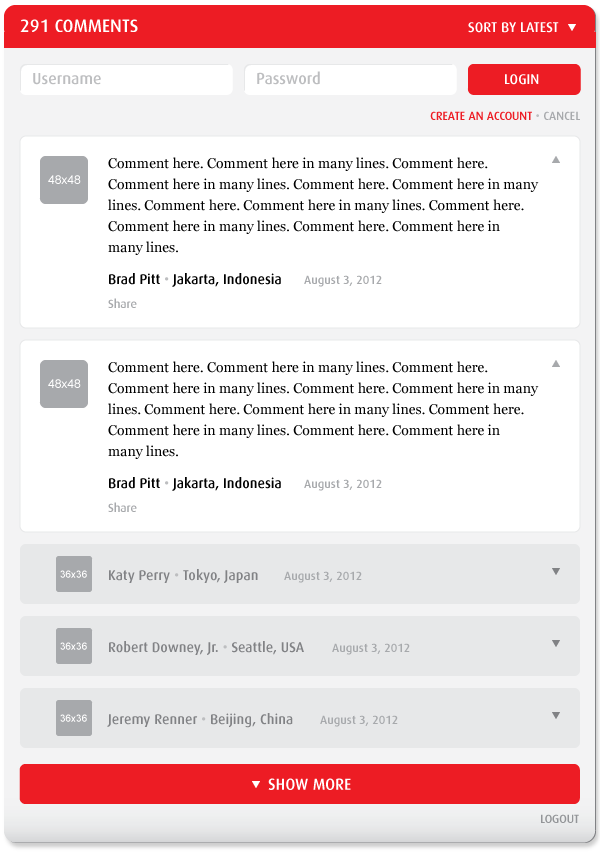 291 COMMENTS SORT BY LATEST ▼
Username Password LOGIN
CREATE AN ACCOUNT • CANCEL
48x48
Comment here. Comment here in many lines. Comment here. ▲
Comment here in many lines. Comment here. Comment here in many
lines. Comment here. Comment here in many lines. Comment here.
Comment here in many lines. Comment here. Comment here in
many lines.
Brad Pitt • Jakarta, Indonesia August 3, 2012
Share
48x48
Comment here. Comment here in many lines. Comment here. ▲
Comment here in many lines. Comment here. Comment here in many
lines. Comment here. Comment here in many lines. Comment here.
Comment here in many lines. Comment here. Comment here in
many lines.
Brad Pitt • Jakarta, Indonesia August 3, 2012
Share
36x36 Katy Perry • Tokyo, Japan August 3, 2012 ▼
36x36 Robert Downey, Jr. • Seattle, USA August 3, 2012 ▼
36x36 Jeremy Renner • Beijing, China August 3, 2012 ▼
▼ SHOW MORE
LOGOUT